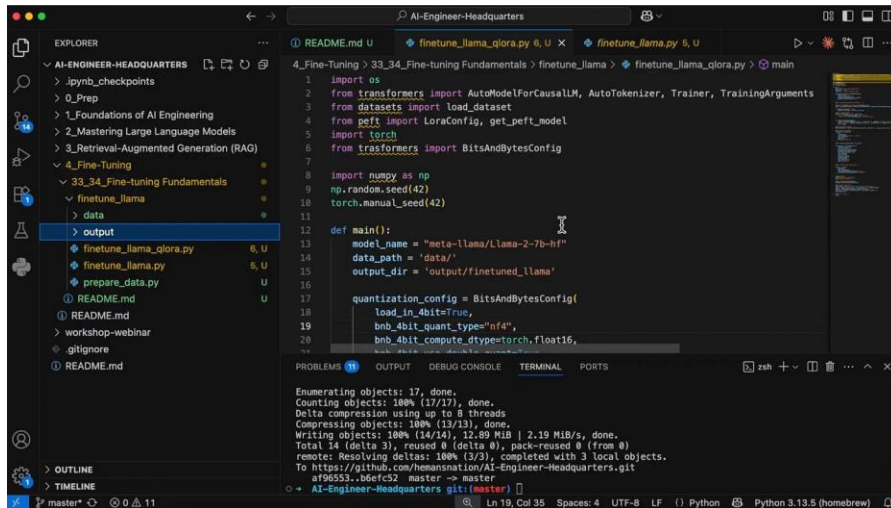 AI-Engineer-Headquarters
EXPLORER
AI-ENGINEER-HEADQUARTERS
.ipynb_checkpoints
0_Prep
1_Foundations of AI Engineering
2_Mastering Large Language Models
3_Retrieval-Augmented Generation (RAG)
4_Fine-Tuning
33_34_Fine-tuning Fundamentals
finetune_llama
data
output
finetune_llama_qlora.py 6, U
finetune_llama.py 5, U
prepare_data.py U
README.md U
README.md
workshop-webinar
.gitignore
README.md
OUTLINE
TIMELINE
14
1
README.md U finetune_llama_qlora.py 6, U finetune_llama.py 5, U
4_Fine-Tuning > 33_34_Fine-tuning Fundamentals > finetune_llama > finetune_llama_qlora.py > main
1 import os
2 from transformers import AutoModelForCausalLM, AutoTokenizer, Trainer, TrainingArguments
3 from datasets import load_dataset
4 from peft import LoraConfig, get_peft_model
5 import torch
6 from trasformers import BitsAndBytesConfig
7
8 import numpy as np
9 np.random.seed(42)
10 torch.manual_seed(42)
11
12 def main():
13 model_name = "meta-llama/Llama-2-7b-hf"
14 data_path = 'data/'
15 output_dir = 'output/finetuned_llama'
16
17 quantization_config = BitsAndBytesConfig(
18 load_in_4bit=True,
19 bnb_4bit_quant_type="nf4",
20 bnb_4bit_compute_dtype=torch.float16,
PROBLEMS 11 OUTPUT DEBUG CONSOLE TERMINAL PORTS zsh
Enumerating objects: 17, done.
Counting objects: 100% (17/17), done.
Delta compression using up to 8 threads
Compressing objects: 100% (13/13), done.
Writing objects: 100% (14/14), 12.89 MiB | 2.19 MiB/s, done.
Total 14 (delta 3), reused 0 (delta 0), pack-reused 0 (from 0)
remote: Resolving deltas: 100% (3/3), completed with 3 local objects.
To https://github.com/hemansnation/AI-Engineer-Headquarters.git
af96553..b6efc52 master -> master
AI-Engineer-Headquarters git:(master)
master* 0 11 Ln 19, Col 35 Spaces: 4 UTF-8 LF {} Python Python 3.13.5 (homebrew)